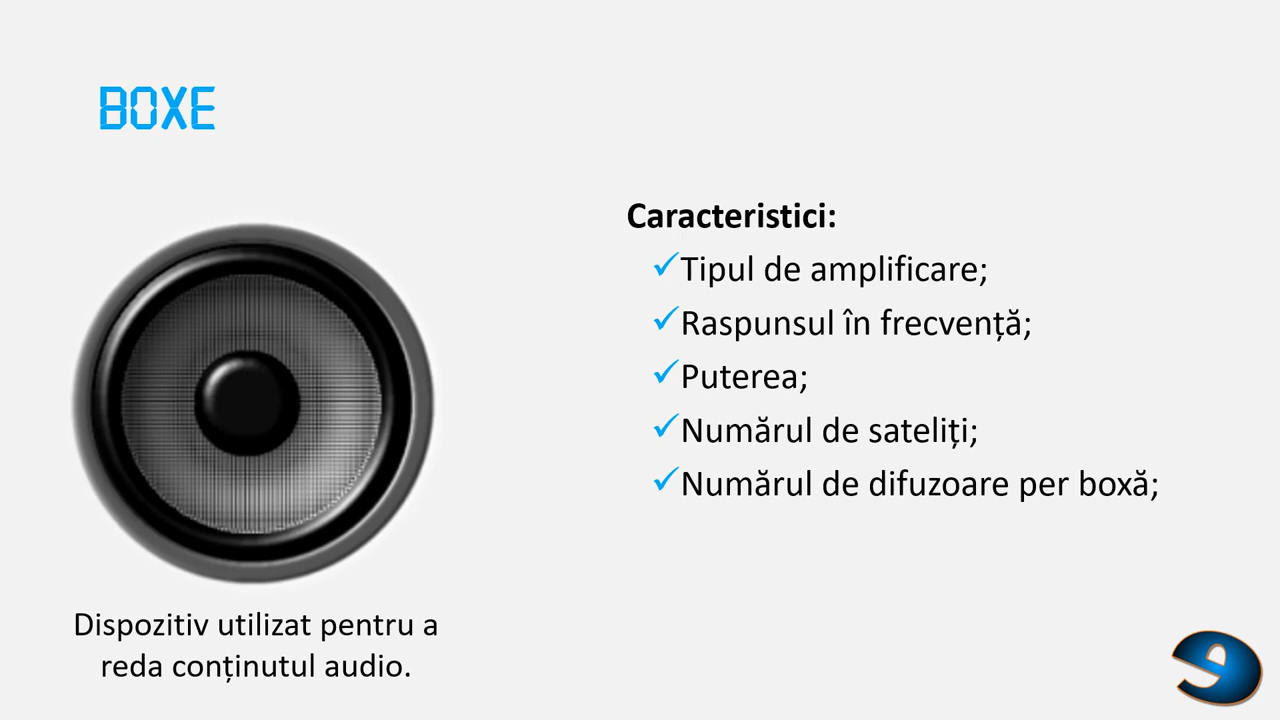 BOXE
Caracteristici:
✓Tipul de amplificare;
✓Raspunsul în frecvență;
✓Puterea;
✓Numărul de sateliți;
✓Numărul de difuzoare per boxă;
Dispozitiv utilizat pentru a
reda conținutul audio.